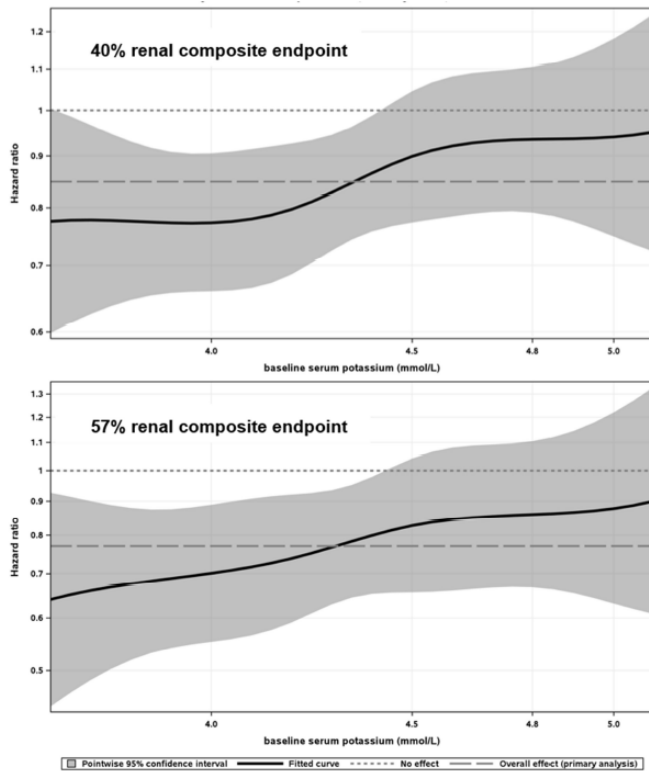 40% renal composite endpoint
1.2
1.1
1
0.9
0.8
0.7
0.6
Hazard ratio
4.0 4.5 4.8 5.0
baseline serum potassium (mmol/L)
57% renal composite endpoint
1.3
1.2
1.1
1
0.9
0.8
0.7
0.6
0.5
Hazard ratio
4.0 4.5 4.8 5.0
baseline serum potassium (mmol/L)
Pointwise 95% confidence interval Fitted curve No effect Overall effect (primary analysis)